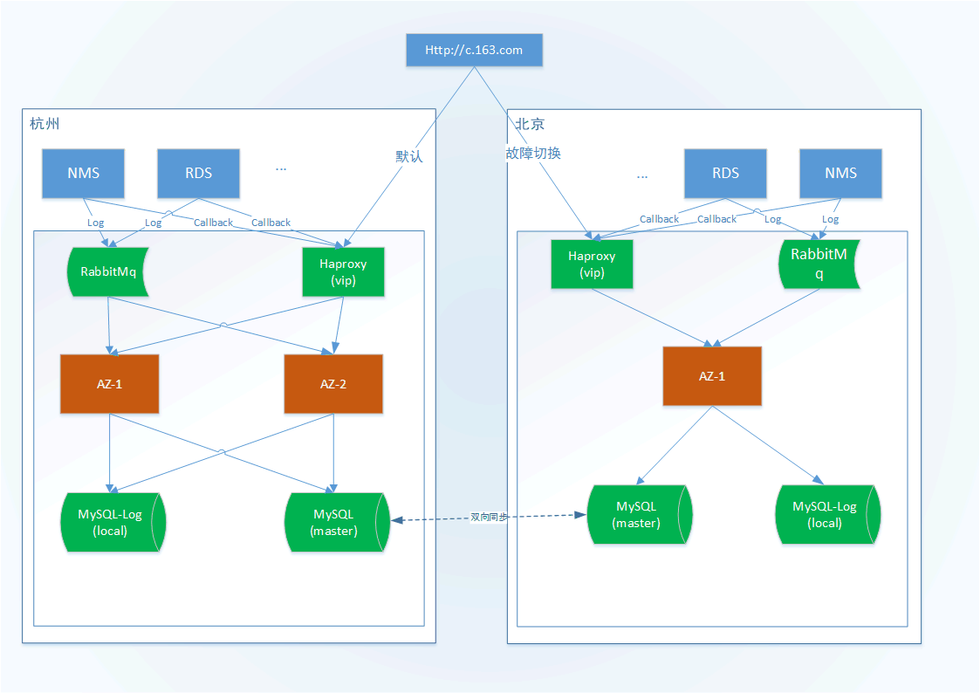 Http://c.163.com
杭州
北京
默认
故障切换
NMS
RDS
...
...
RDS
NMS
Log
Log
Callback
Callback
Callback
Callback
Log
Log
RabbitMq
Haproxy
(vip)
Haproxy
(vip)
RabbitM
q
AZ-1
AZ-2
AZ-1
MySQL-Log
(local)
MySQL
(master)
双向同步
MySQL
(master)
MySQL-Log
(local)